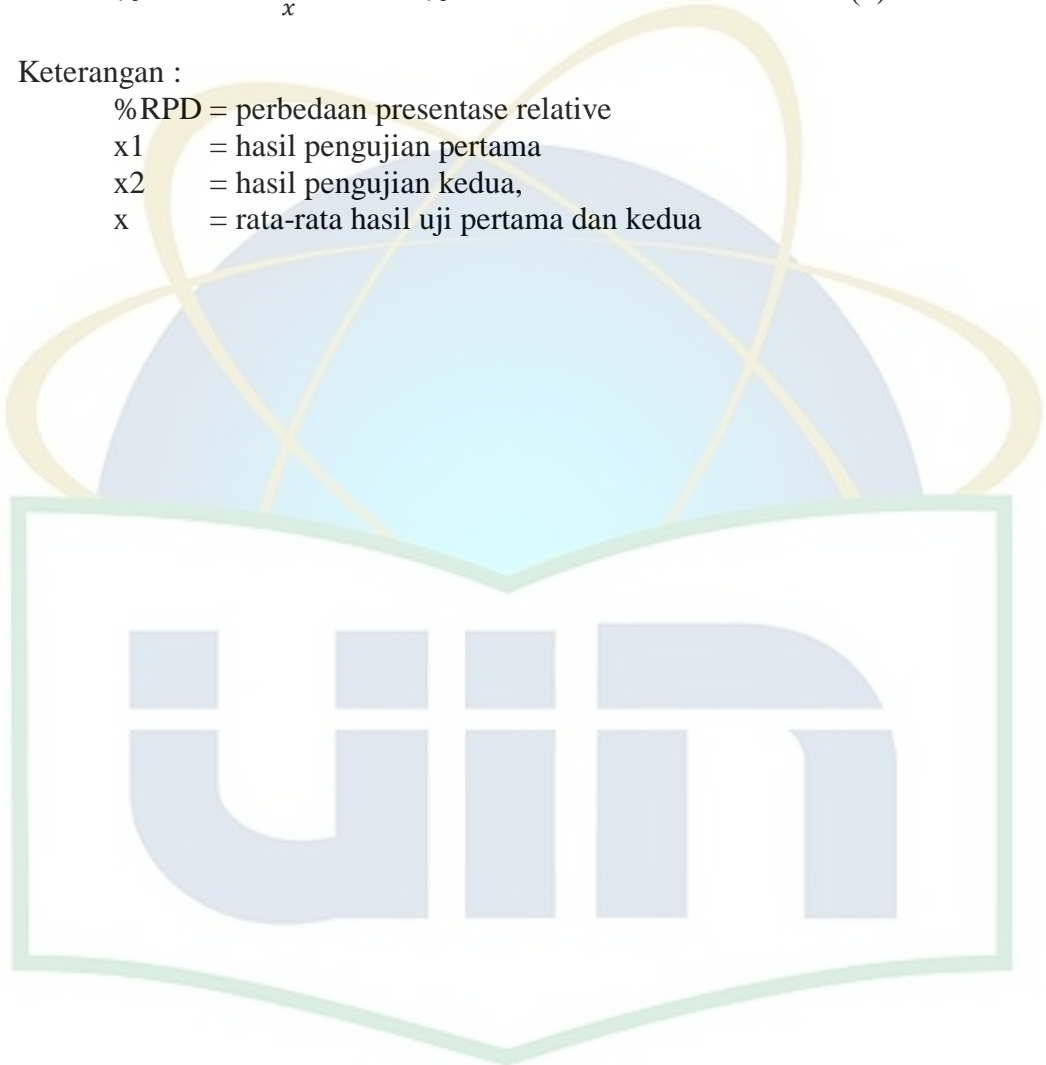 x
Keterangan :
%RPD = perbedaan presentase relative
x1 = hasil pengujian pertama
x2 = hasil pengujian kedua,
x = rata-rata hasil uji pertama dan kedua
uin